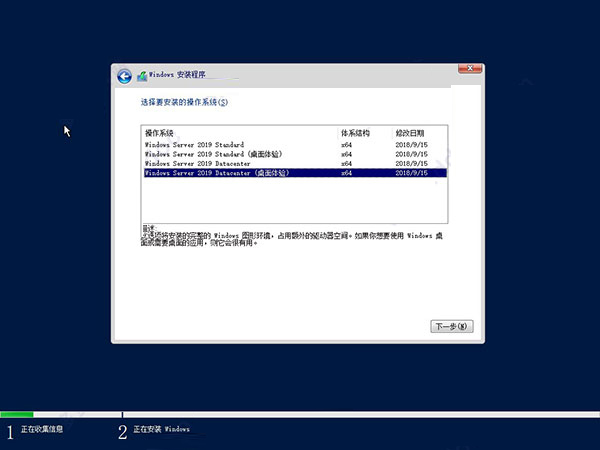 Windows 安装程序
选择要安装的操作系统(S)
操作系统 体系结构 修改日期
Windows Server 2019 Standard x64 2018/9/15
Windows Server 2019 Standard (桌面体验) x64 2018/9/15
Windows Server 2019 Datacenter x64 2018/9/15
Windows Server 2019 Datacenter (桌面体验) x64 2018/9/15
描述:
此选项将安装的完整的 Windows 图形环境，占用额外的驱动器空间。如果你想要使用 Windows 桌
面或需要桌面的应用，则它会很有用。
下一步(N)
1 正在收集信息 2 正在安装 Windows